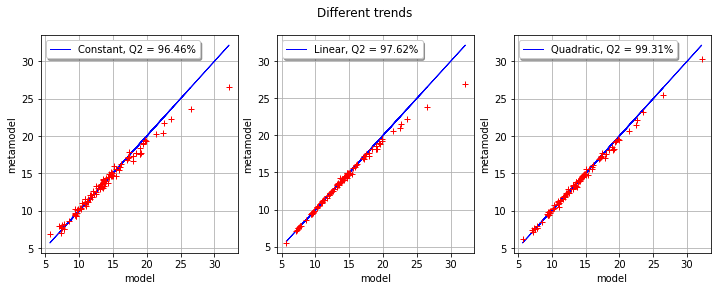 Different trends
Constant, Q2 = 96.46%
30
25
20
15
10
5
metamodel
5 10 15 20 25 30
model
Linear, Q2 = 97.62%
30
25
20
15
10
5
metamodel
5 10 15 20 25 30
model
Quadratic, Q2 = 99.31%
30
25
20
15
10
5
metamodel
5 10 15 20 25 30
model